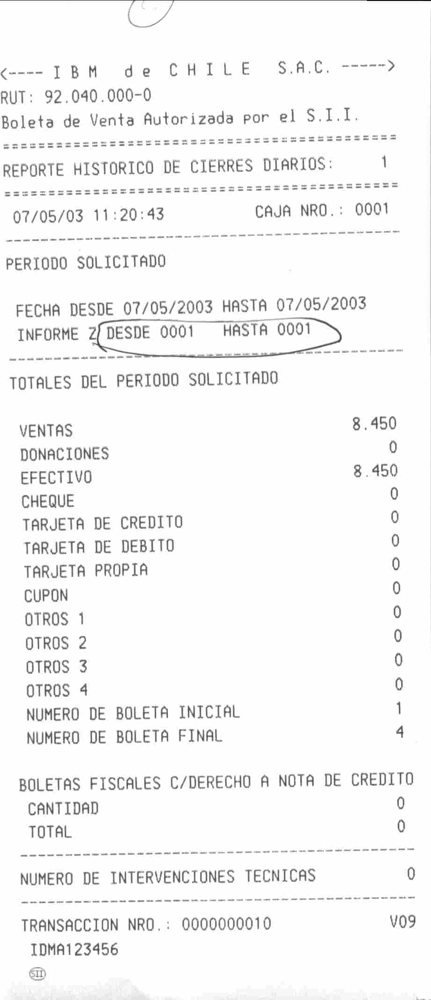 <---- I B M de C H I L E S.A.C. ----->
RUT: 92.040.000-0
Boleta de Venta Autorizada por el S.I.I.
=============================================
REPORTE HISTORICO DE CIERRES DIARIOS: 1
=============================================
07/05/03 11:20:43 CAJA NRO.: 0001
---------------------------------------------
PERIODO SOLICITADO
FECHA DESDE 07/05/2003 HASTA 07/05/2003
INFORME Z DESDE 0001 HASTA 0001
---------------------------------------------
TOTALES DEL PERIODO SOLICITADO
VENTAS 8.450
DONACIONES 0
EFECTIVO 8.450
CHEQUE 0
TARJETA DE CREDITO 0
TARJETA DE DEBITO 0
TARJETA PROPIA 0
CUPON 0
OTROS 1 0
OTROS 2 0
OTROS 3 0
OTROS 4 0
NUMERO DE BOLETA INICIAL 1
NUMERO DE BOLETA FINAL 4
BOLETAS FISCALES C/DERECHO A NOTA DE CREDITO
CANTIDAD 0
TOTAL 0
---------------------------------------------
NUMERO DE INTERVENCIONES TECNICAS 0
---------------------------------------------
TRANSACCION NRO.: 0000000010 V09
IDMA123456
SII